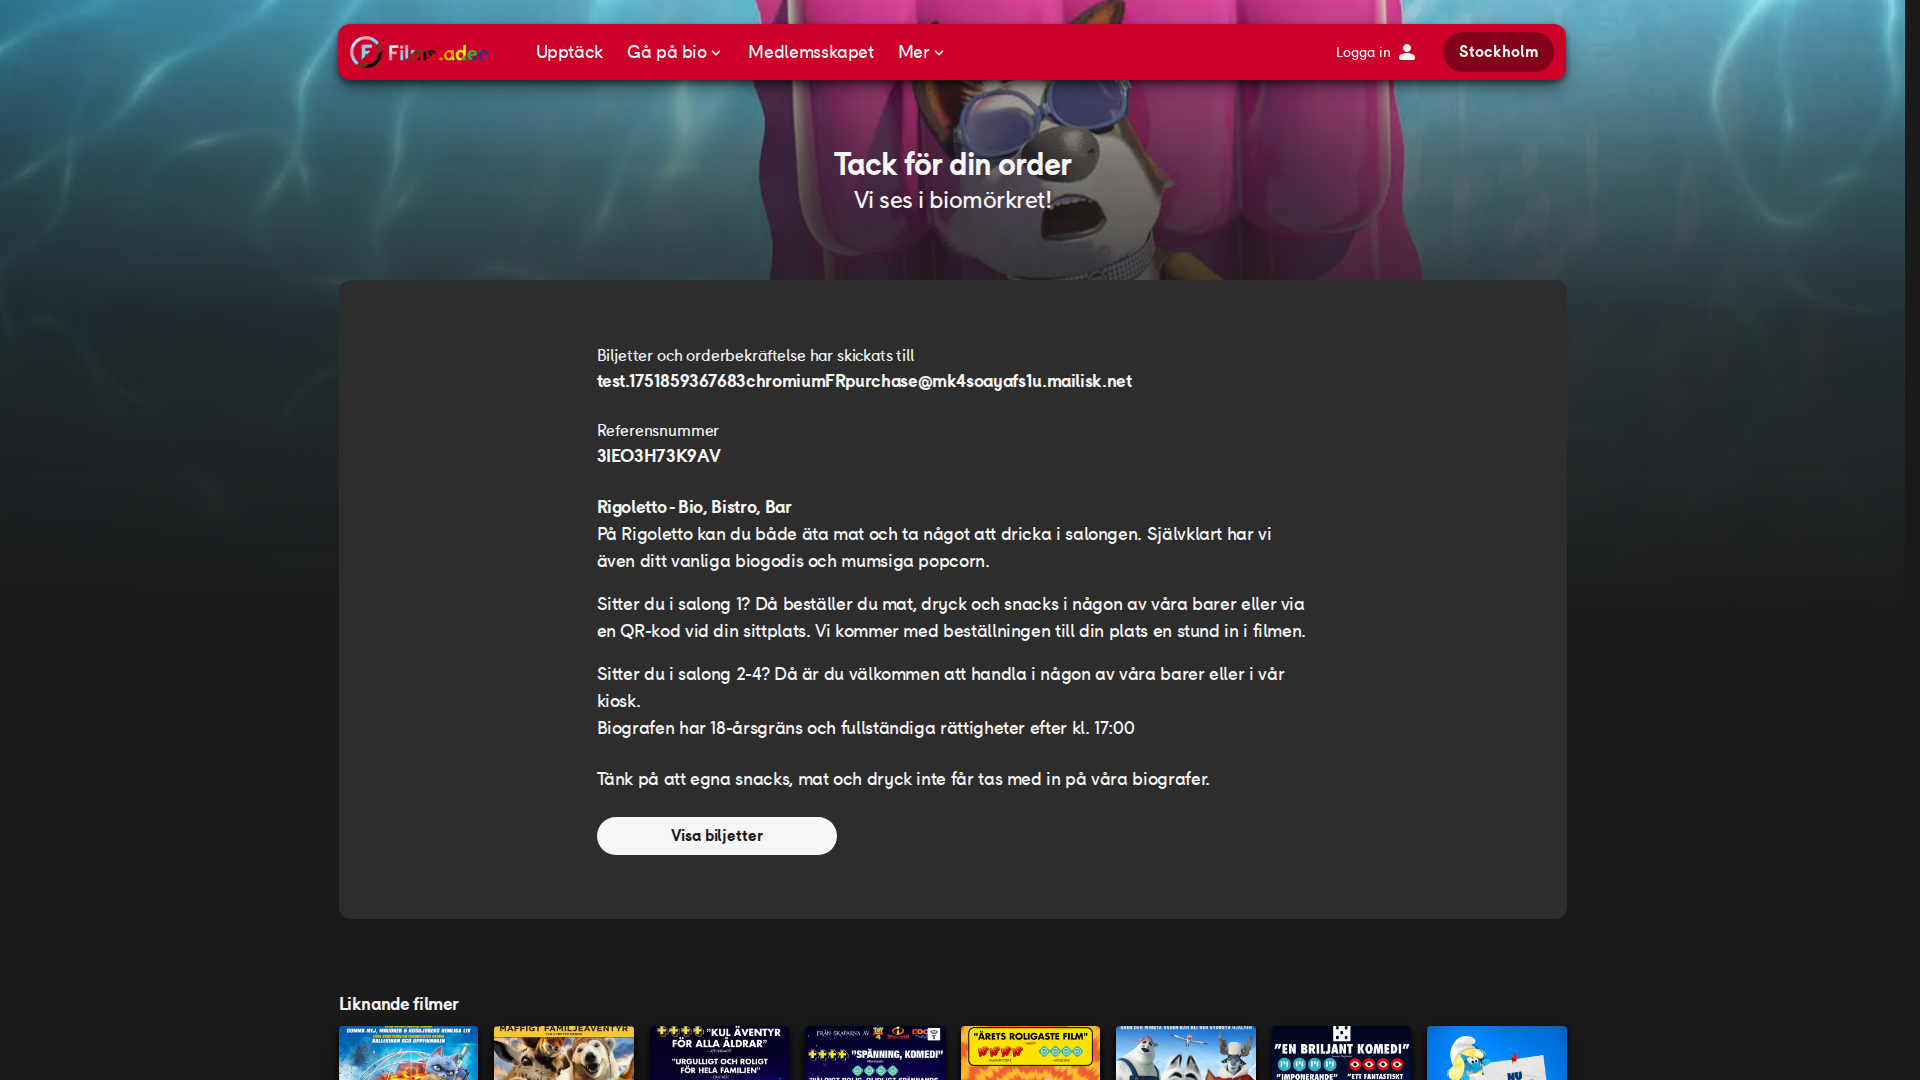 Filmstaden
Upptäck
Gå på bio
Medlemsskapet
Mer
Logga in
Stockholm
Tack för din order
Vi ses i biomörkret!
Biljetter och orderbekräftelse har skickats till
test.1751859367683chromiumFRpurchase@mk4soayafs1u.mailisk.net
Referensnummer
3IEO3H73K9AV
Rigoletto - Bio, Bistro, Bar
På Rigoletto kan du både äta mat och ta något att dricka i salongen. Självklart har vi
även ditt vanliga biogodis och mumsiga popcorn.
Sitter du i salong 1? Då beställer du mat, dryck och snacks i någon av våra barer eller via
en QR-kod vid din sittplats. Vi kommer med beställningen till din plats en stund in i filmen.
Sitter du i salong 2-4? Då är du välkommen att handla i någon av våra barer eller i vår
kiosk.
Biografen har 18-årsgräns och fullständiga rättigheter efter kl. 17:00
Tänk på att egna snacks, mat och dryck inte får tas med in på våra biografer.
Visa biljetter
Liknande filmer
BALLERINAN OCH UPPFINNAREN
MAFFIGT FAMILJEÄVENTYR
"KUL ÄVENTYR
FÖR ALLA ÅLDRAR"
"URGULLIGT OCH ROLIGT
FÖR HELA FAMILJEN"
FRÅN SKAPARNA AV
"SPÄNNING, KOMEDI"
"ÅRETS ROLIGASTE FILM"
"EN BRILJANT KOMEDI"
"IMPONERANDE"
"ETT FANTASTISKT
NU